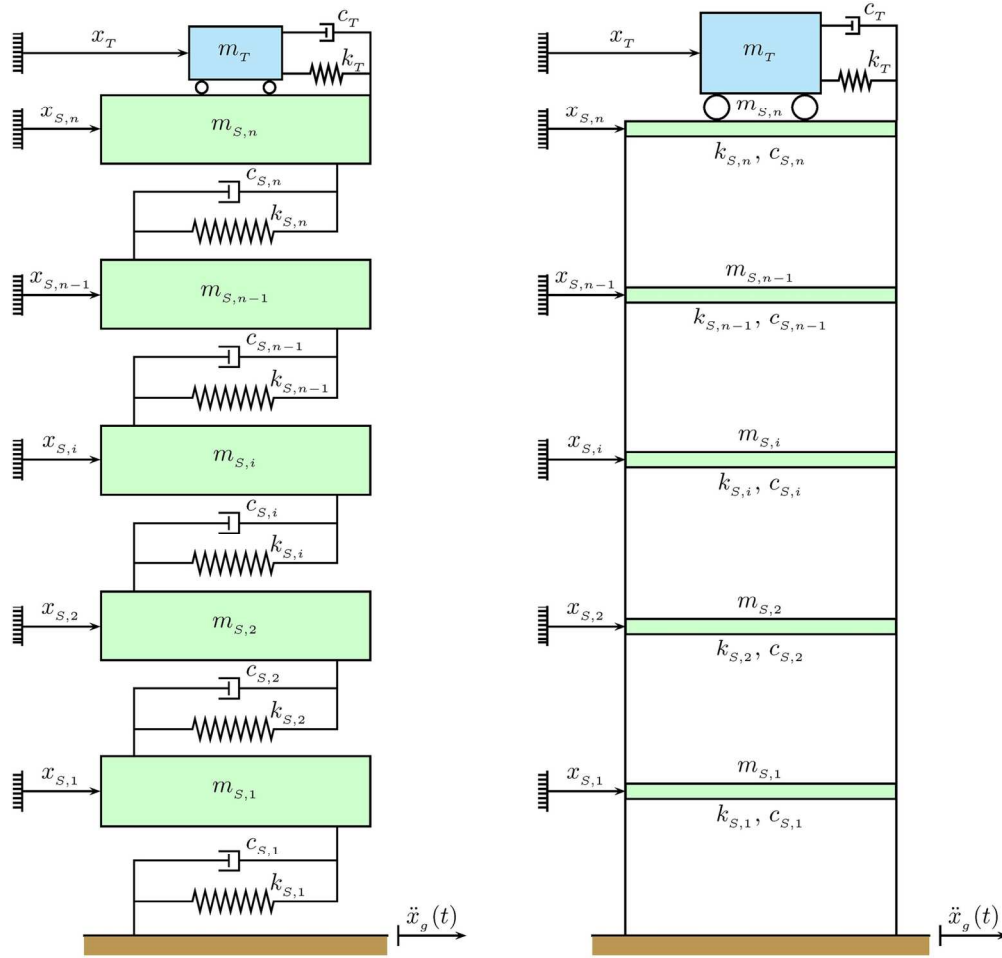 x_T
m_T
c_T
k_T
x_{S,n}
m_{S,n}
c_{S,n}
k_{S,n}
x_{S,n−1}
m_{S,n−1}
c_{S,n−1}
k_{S,n−1}
x_{S,i}
m_{S,i}
c_{S,i}
k_{S,i}
x_{S,2}
m_{S,2}
c_{S,2}
k_{S,2}
x_{S,1}
m_{S,1}
c_{S,1}
k_{S,1}
ẍ_g(t)
x_T
m_T
c_T
k_T
x_{S,n}
m_{S,n}
k_{S,n}, c_{S,n}
x_{S,n−1}
m_{S,n−1}
k_{S,n−1}, c_{S,n−1}
x_{S,i}
m_{S,i}
k_{S,i}, c_{S,i}
x_{S,2}
m_{S,2}
k_{S,2}, c_{S,2}
x_{S,1}
m_{S,1}
k_{S,1}, c_{S,1}
ẍ_g(t)